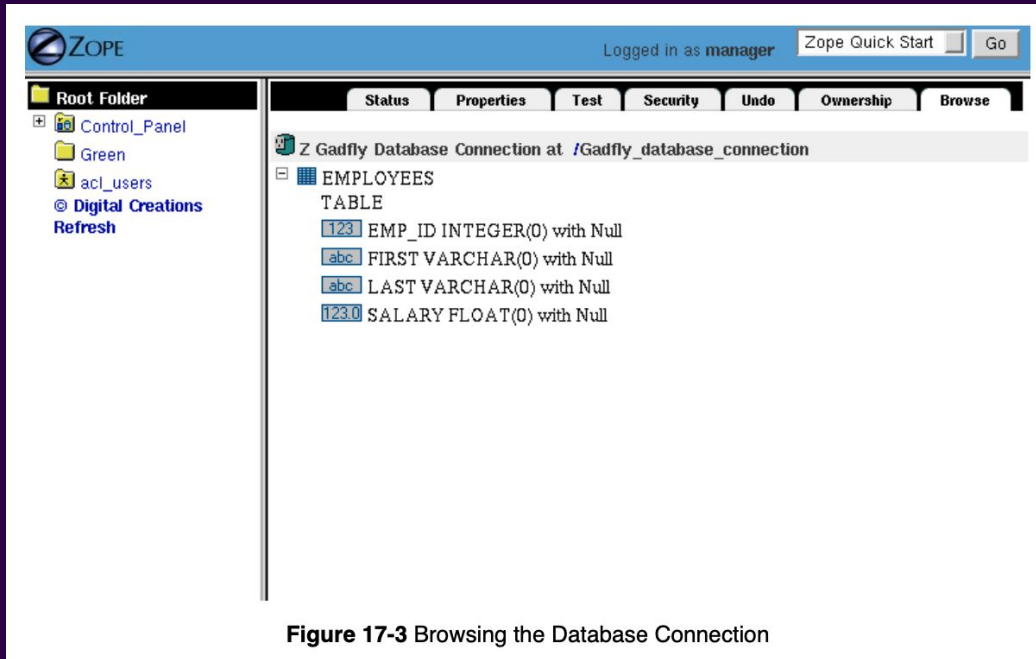 ZOPE
Logged in as manager
Zope Quick Start
Go
Root Folder
Control_Panel
Green
acl_users
© Digital Creations
Refresh
Status Properties Test Security Undo Ownership Browse
Z Gadfly Database Connection at /Gadfly_database_connection
EMPLOYEES
TABLE
123 EMP_ID INTEGER(0) with Null
abc FIRST VARCHAR(0) with Null
abc LAST VARCHAR(0) with Null
123.0 SALARY FLOAT(0) with Null
Figure 17-3 Browsing the Database Connection